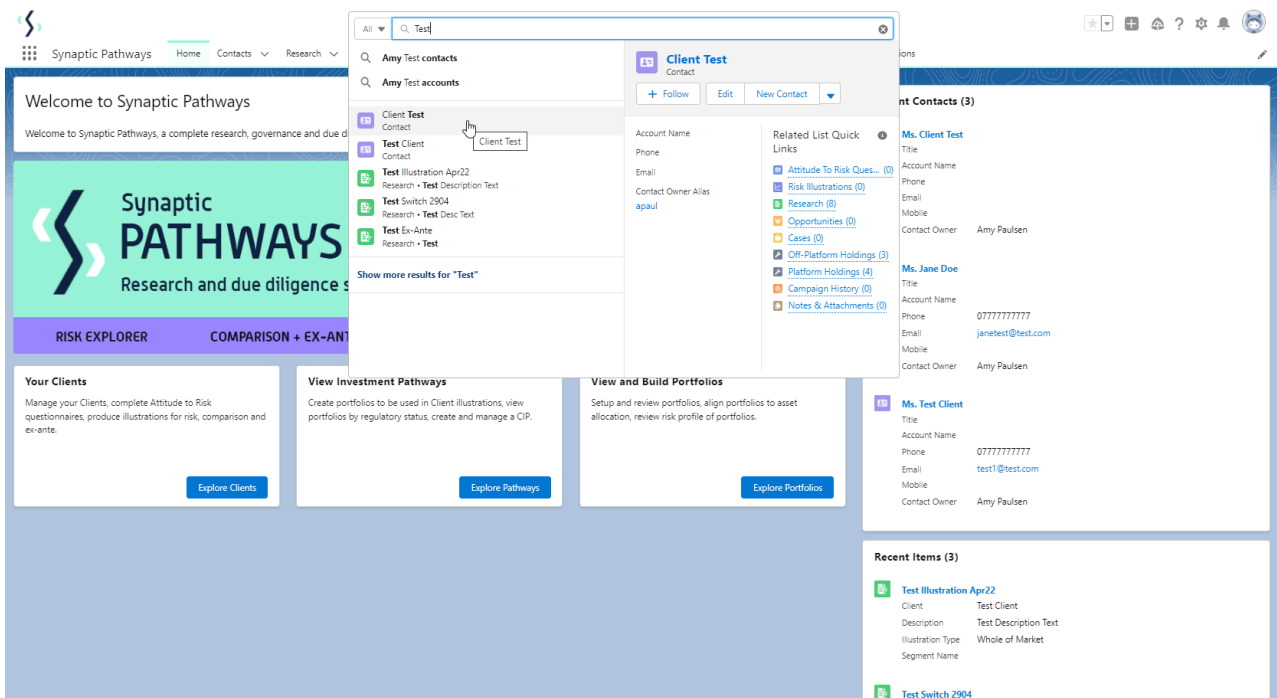 All
Test
Synaptic Pathways
Home
Contacts
Research
ions
Amy Test contacts
Amy Test accounts
Client Test
Contact
Client Test
Test Client
Contact
Test Illustration Apr22
Research • Test Description Text
Test Switch 2904
Research • Test Desc Text
Test Ex-Ante
Research • Test
Show more results for "Test"
Client Test
Contact
+ Follow
Edit
New Contact
Account Name
Phone
Email
Contact Owner Alias
apaul
Related List Quick
Links
Attitude To Risk Ques... (0)
Risk Illustrations (0)
Research (8)
Opportunities (0)
Cases (0)
Off-Platform Holdings (3)
Platform Holdings (4)
Campaign History (0)
Notes & Attachments (0)
Welcome to Synaptic Pathways
Welcome to Synaptic Pathways, a complete research, governance and due d
Synaptic
PATHWAYS
Research and due diligence s
RISK EXPLORER
COMPARISON + EX-ANT
Your Clients
Manage your Clients, complete Attitude to Risk
questionnaires, produce illustrations for risk, comparison and
ex-ante.
Explore Clients
View Investment Pathways
Create portfolios to be used in Client illustrations, view
portfolios by regulatory status, create and manage a CIP.
Explore Pathways
View and Build Portfolios
Setup and review portfolios, align portfolios to asset
allocation, review risk profile of portfolios.
Explore Portfolios
nt Contacts (3)
Ms. Client Test
Title
Account Name
Phone
Email
Mobile
Contact Owner Amy Paulsen
Ms. Jane Doe
Title
Account Name
Phone 07777777777
Email janetest@test.com
Mobile
Contact Owner Amy Paulsen
Ms. Test Client
Title
Account Name
Phone 07777777777
Email test1@test.com
Mobile
Contact Owner Amy Paulsen
Recent Items (3)
Test Illustration Apr22
Client Test Client
Description Test Description Text
Illustration Type Whole of Market
Segment Name
Test Switch 2904